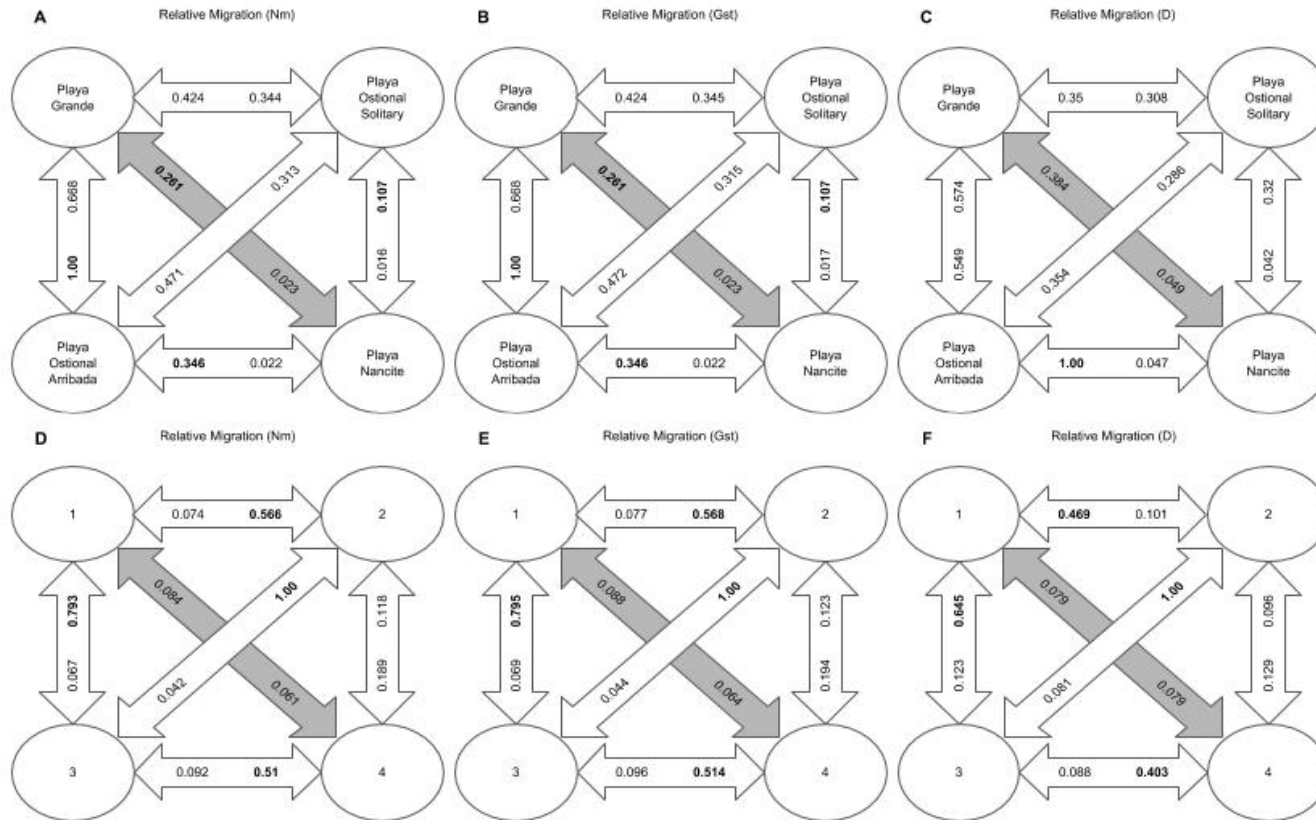 A
Relative Migration (Nm)
Playa
Grande
0.424
0.344
Playa
Ostional
Solitary
0.668
1.00
0.261
0.023
0.313
0.471
0.107
0.016
Playa
Ostional
Arribada
0.346
0.022
Playa
Nancite
B
Relative Migration (Gst)
Playa
Grande
0.424
0.345
Playa
Ostional
Solitary
0.668
1.00
0.261
0.023
0.315
0.472
0.107
0.017
Playa
Ostional
Arribada
0.346
0.022
Playa
Nancite
C
Relative Migration (D)
Playa
Grande
0.35
0.308
Playa
Ostional
Solitary
0.574
0.549
0.384
0.049
0.286
0.354
0.32
0.042
Playa
Ostional
Arribada
1.00
0.047
Playa
Nancite
D
Relative Migration (Nm)
1
0.074
0.566
2
0.793
0.067
0.084
0.061
1.00
0.042
0.118
0.189
3
0.092
0.51
4
E
Relative Migration (Gst)
1
0.077
0.568
2
0.795
0.069
0.088
0.064
1.00
0.044
0.123
0.194
3
0.096
0.514
4
F
Relative Migration (D)
1
0.469
0.101
2
0.645
0.123
0.079
0.079
1.00
0.081
0.096
0.129
3
0.088
0.403
4